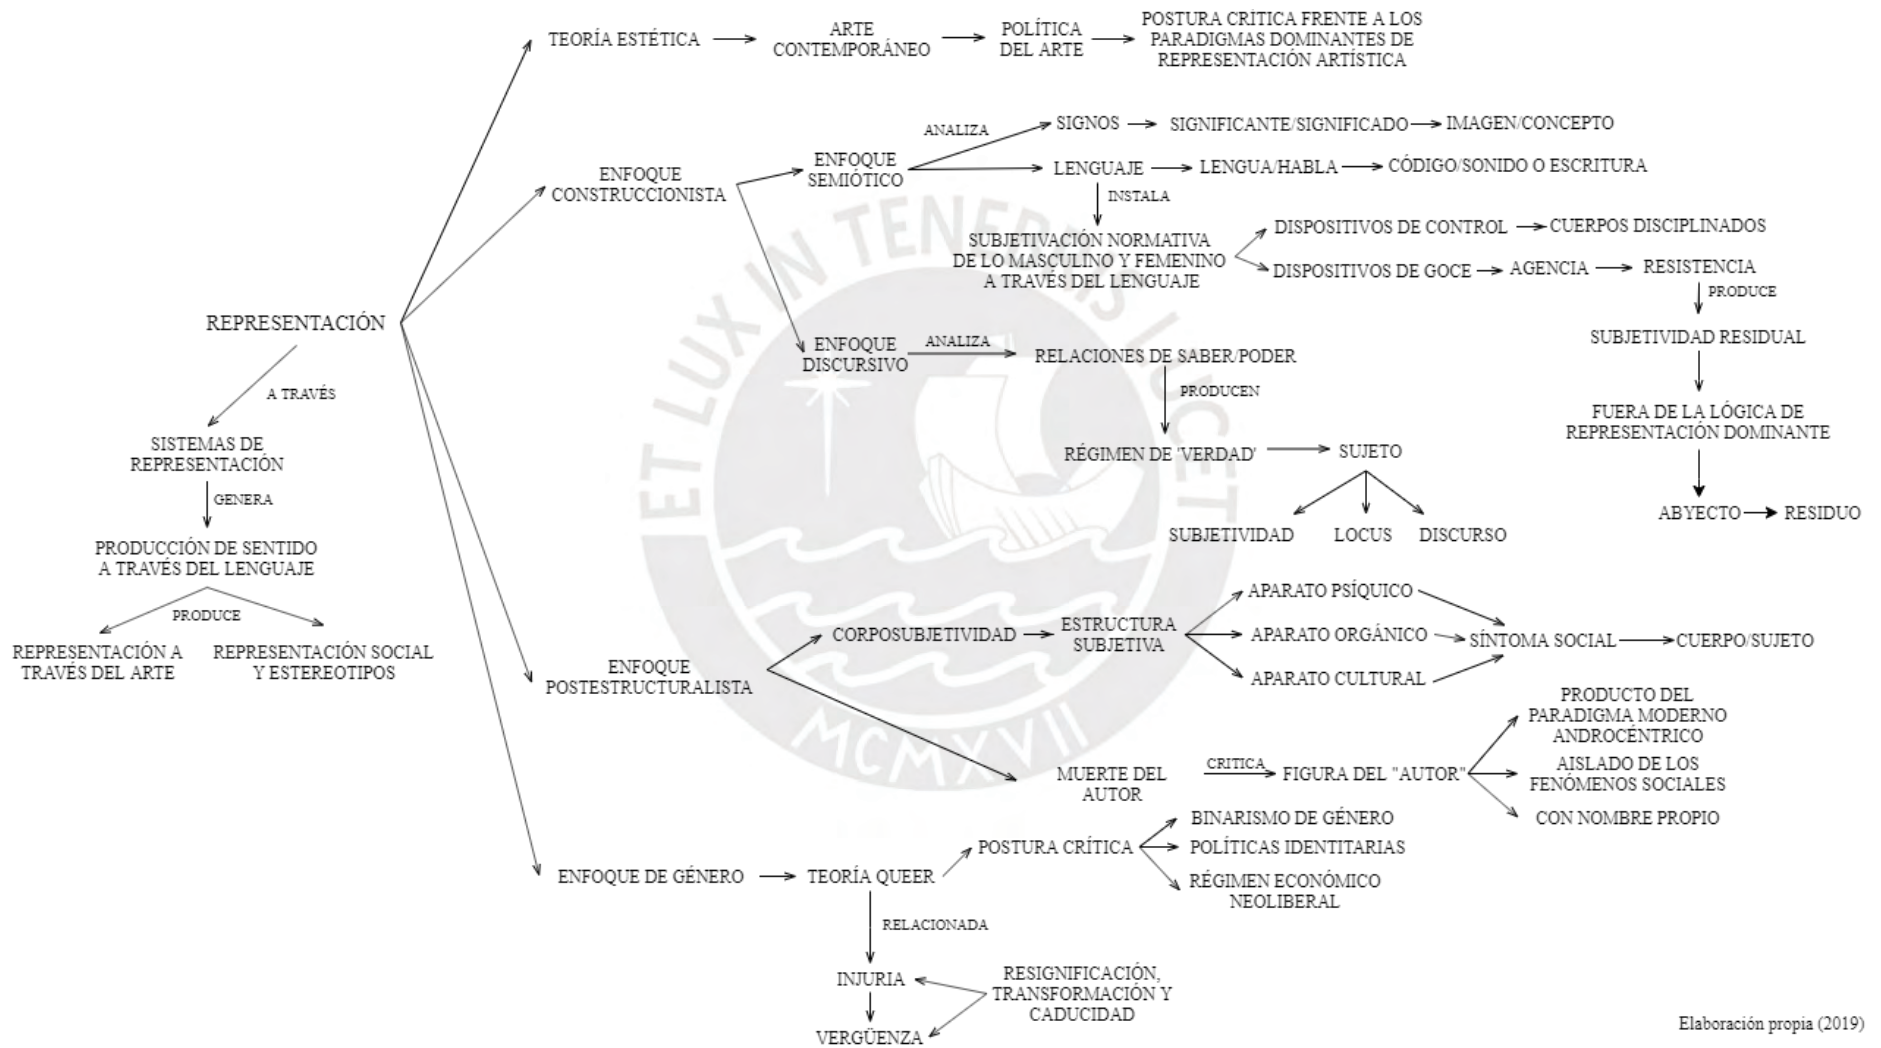 TEORÍA ESTÉTICA
ARTE
CONTEMPORÁNEO
POLÍTICA
DEL ARTE
POSTURA CRÍTICA FRENTE A LOS
PARADIGMAS DOMINANTES DE
REPRESENTACIÓN ARTÍSTICA
ENFOQUE
CONSTRUCCIONISTA
ENFOQUE
SEMIÓTICO
ANALIZA
SIGNOS
SIGNIFICANTE/SIGNIFICADO
IMAGEN/CONCEPTO
LENGUAJE
LENGUA/HABLA
CÓDIGO/SONIDO O ESCRITURA
INSTALA
SUBJETIVACIÓN NORMATIVA
DE LO MASCULINO Y FEMENINO
A TRAVÉS DEL LENGUAJE
DISPOSITIVOS DE CONTROL
CUERPOS DISCIPLINADOS
DISPOSITIVOS DE GOCE
AGENCIA
RESISTENCIA
PRODUCE
SUBJETIVIDAD RESIDUAL
FUERA DE LA LÓGICA DE
REPRESENTACIÓN DOMINANTE
ABYECTO
RESIDUO
ENFOQUE
DISCURSIVO
ANALIZA
RELACIONES DE SABER/PODER
PRODUCEN
RÉGIMEN DE 'VERDAD'
SUJETO
SUBJETIVIDAD
LOCUS
DISCURSO
REPRESENTACIÓN
A TRAVÉS
SISTEMAS DE
REPRESENTACIÓN
GENERA
PRODUCCIÓN DE SENTIDO
A TRAVÉS DEL LENGUAJE
PRODUCE
REPRESENTACIÓN A
TRAVÉS DEL ARTE
REPRESENTACIÓN SOCIAL
Y ESTEREOTIPOS
ENFOQUE
POSTESTRUCTURALISTA
CORPOSUBJETIVIDAD
ESTRUCTURA
SUBJETIVA
APARATO PSÍQUICO
APARATO ORGÁNICO
APARATO CULTURAL
SÍNTOMA SOCIAL
CUERPO/SUJETO
MUERTE DEL
AUTOR
CRITICA
FIGURA DEL "AUTOR"
PRODUCTO DEL
PARADIGMA MODERNO
ANDROCÉNTRICO
AISLADO DE LOS
FENÓMENOS SOCIALES
CON NOMBRE PROPIO
ENFOQUE DE GÉNERO
TEORÍA QUEER
POSTURA CRÍTICA
BINARISMO DE GÉNERO
POLÍTICAS IDENTITARIAS
RÉGIMEN ECONÓMICO
NEOLIBERAL
RELACIONADA
INJURIA
VERGÜENZA
RESIGNIFICACIÓN,
TRANSFORMACIÓN Y
CADUCIDAD
Elaboración propia (2019)
ET LUX IN TENEBRIS LUCET
MCMXVII